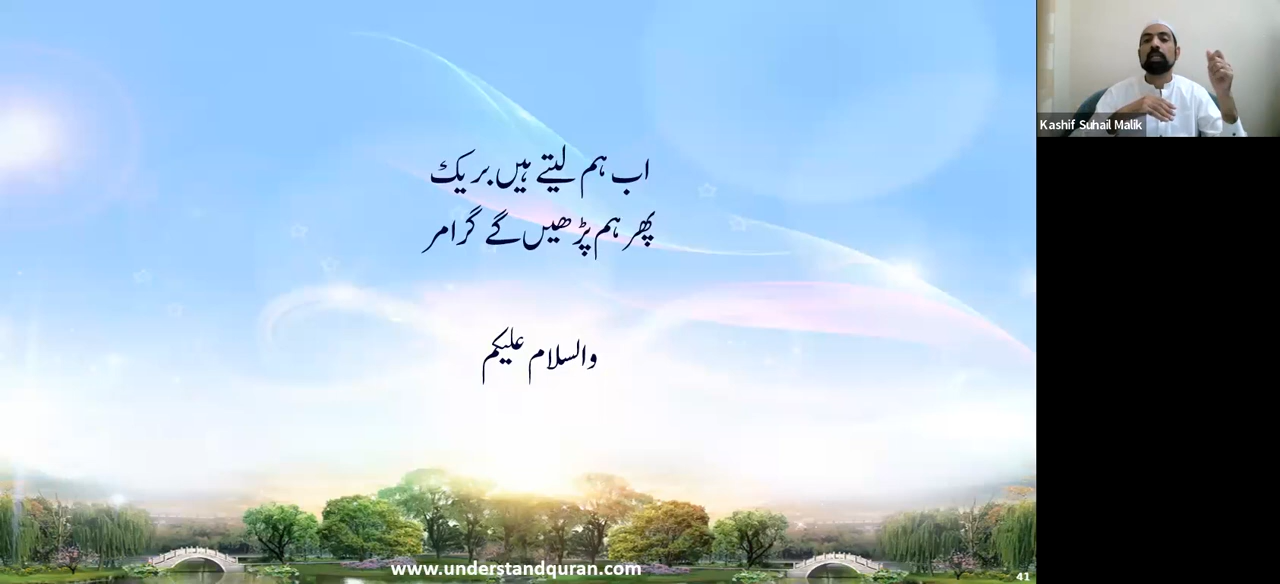 اب ہم لیتے ہیں بریک
پھر ہم پڑھیں گے گرامر
والسلام علیکم
www.understandquran.com
41
Kashif Suhail Malik